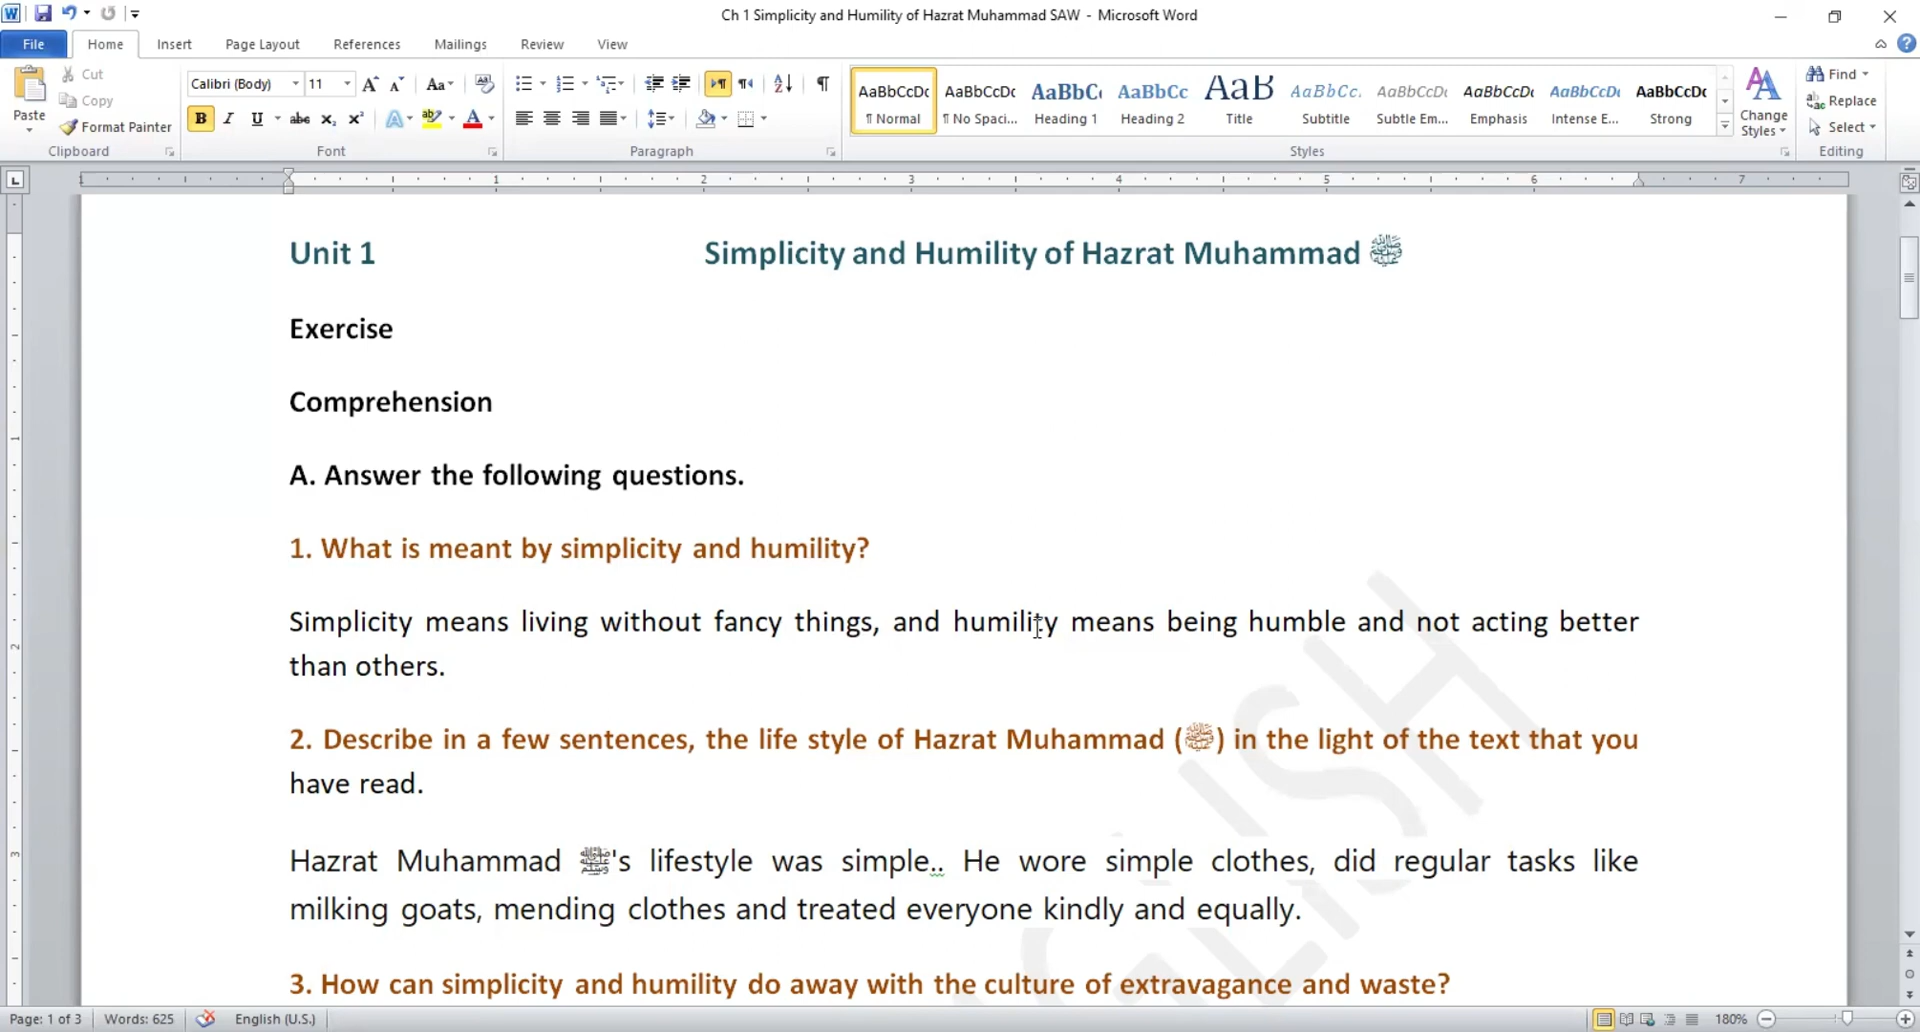 Ch 1 Simplicity and Humility of Hazrat Muhammad SAW - Microsoft Word
File Home Insert Page Layout References Mailings Review View
Paste
Cut
Copy
Format Painter
Calibri (Body) 11
AaBbCcDc AaBbCcDc AaBbC AaBbCc AaB AaBbCc. AaBbCcDc AaBbCcDc AaBbCcDc AaBbCcDc
¶ Normal ¶ No Spaci... Heading 1 Heading 2 Title Subtitle Subtle Em... Emphasis Intense E... Strong
Change Styles
Find
Replace
Select
Clipboard Font Paragraph Styles Editing
1 1 2 3 4 5 6 7
Unit 1 Simplicity and Humility of Hazrat Muhammad ﷺ
Exercise
Comprehension
A. Answer the following questions.
1. What is meant by simplicity and humility?
Simplicity means living without fancy things, and humility means being humble and not acting better
than others.
2. Describe in a few sentences, the life style of Hazrat Muhammad (ﷺ) in the light of the text that you
have read.
Hazrat Muhammad ﷺ's lifestyle was simple.. He wore simple clothes, did regular tasks like
milking goats, mending clothes and treated everyone kindly and equally.
3. How can simplicity and humility do away with the culture of extravagance and waste?
Page: 1 of 3 Words: 625 English (U.S.) 180%